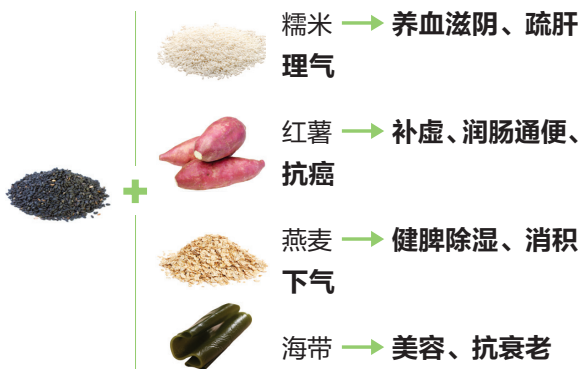 糯米 → 养血滋阴、疏肝
理气
红薯 → 补虚、润肠通便、
抗癌
燕麦 → 健脾除湿、消积
下气
海带 → 美容、抗衰老